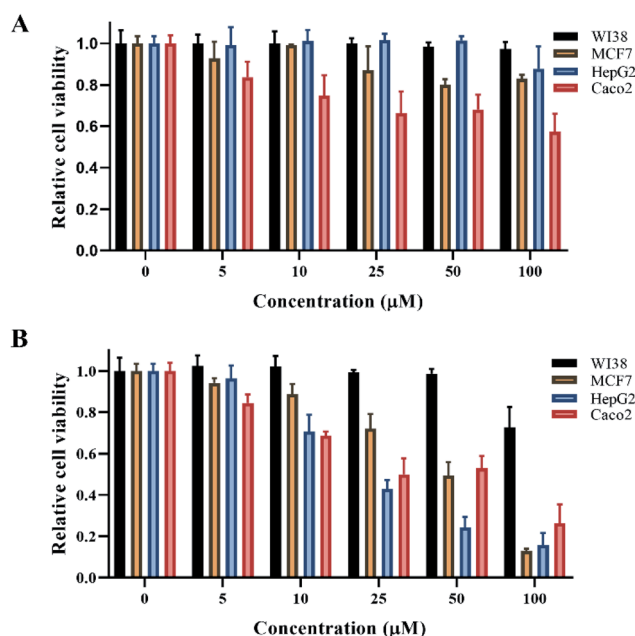 A
Relative cell viability
1.0
0.8
0.6
0.4
0.2
0.0
0 5 10 25 50 100
Concentration (μM)
WI38
MCF7
HepG2
Caco2
B
Relative cell viability
1.0
0.8
0.6
0.4
0.2
0.0
0 5 10 25 50 100
Concentration (μM)
WI38
MCF7
HepG2
Caco2